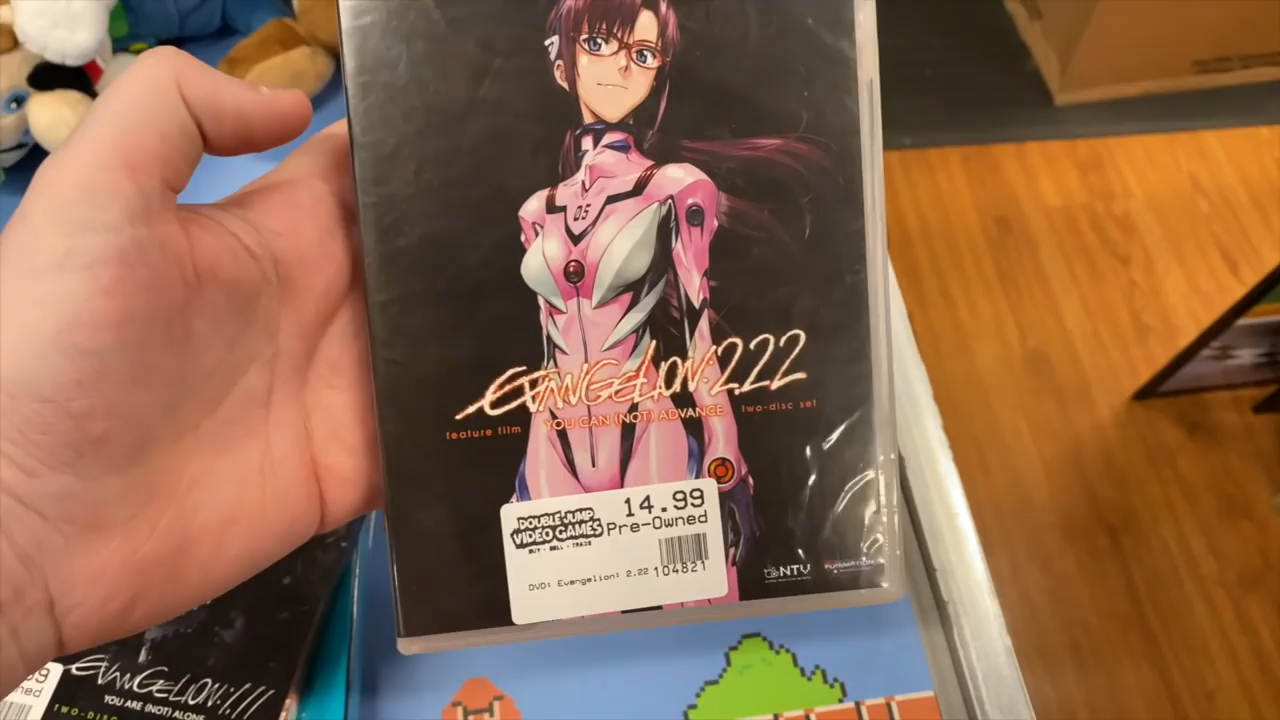 05
EVANGELION:2.22
YOU CAN (NOT) ADVANCE
two-disc set
feature film
14.99
Pre-Owned
DOUBLE JUMP
VIDEO GAMES
BUY · SELL · TRADE
DVD: Evangelion: 2.22
104821
NTV
FUNIMATION
EVANGELION:1.11
YOU ARE (NOT) ALONE